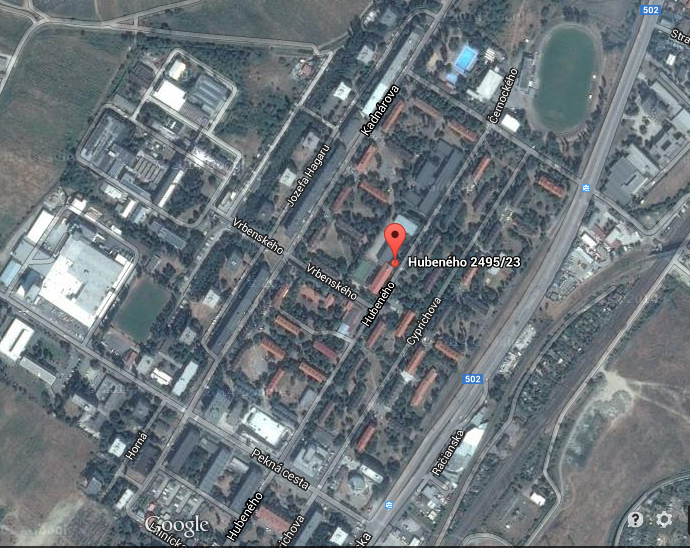 502
Stra
Černockého
Kadnárova
Jozefa Hagaru
Vrbenského
Vrbenského
Hubeného 2495/23
Hubeného
Cyprichova
502
Horná
Pekná cesta
Račianska
Hubeného
Google